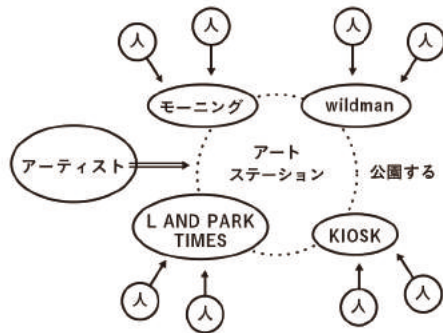 人
人
人
人
モーニング
wildman
アーティスト
アート
ステーション
公園する
L AND PARK
TIMES
KIOSK
人
人
人
人